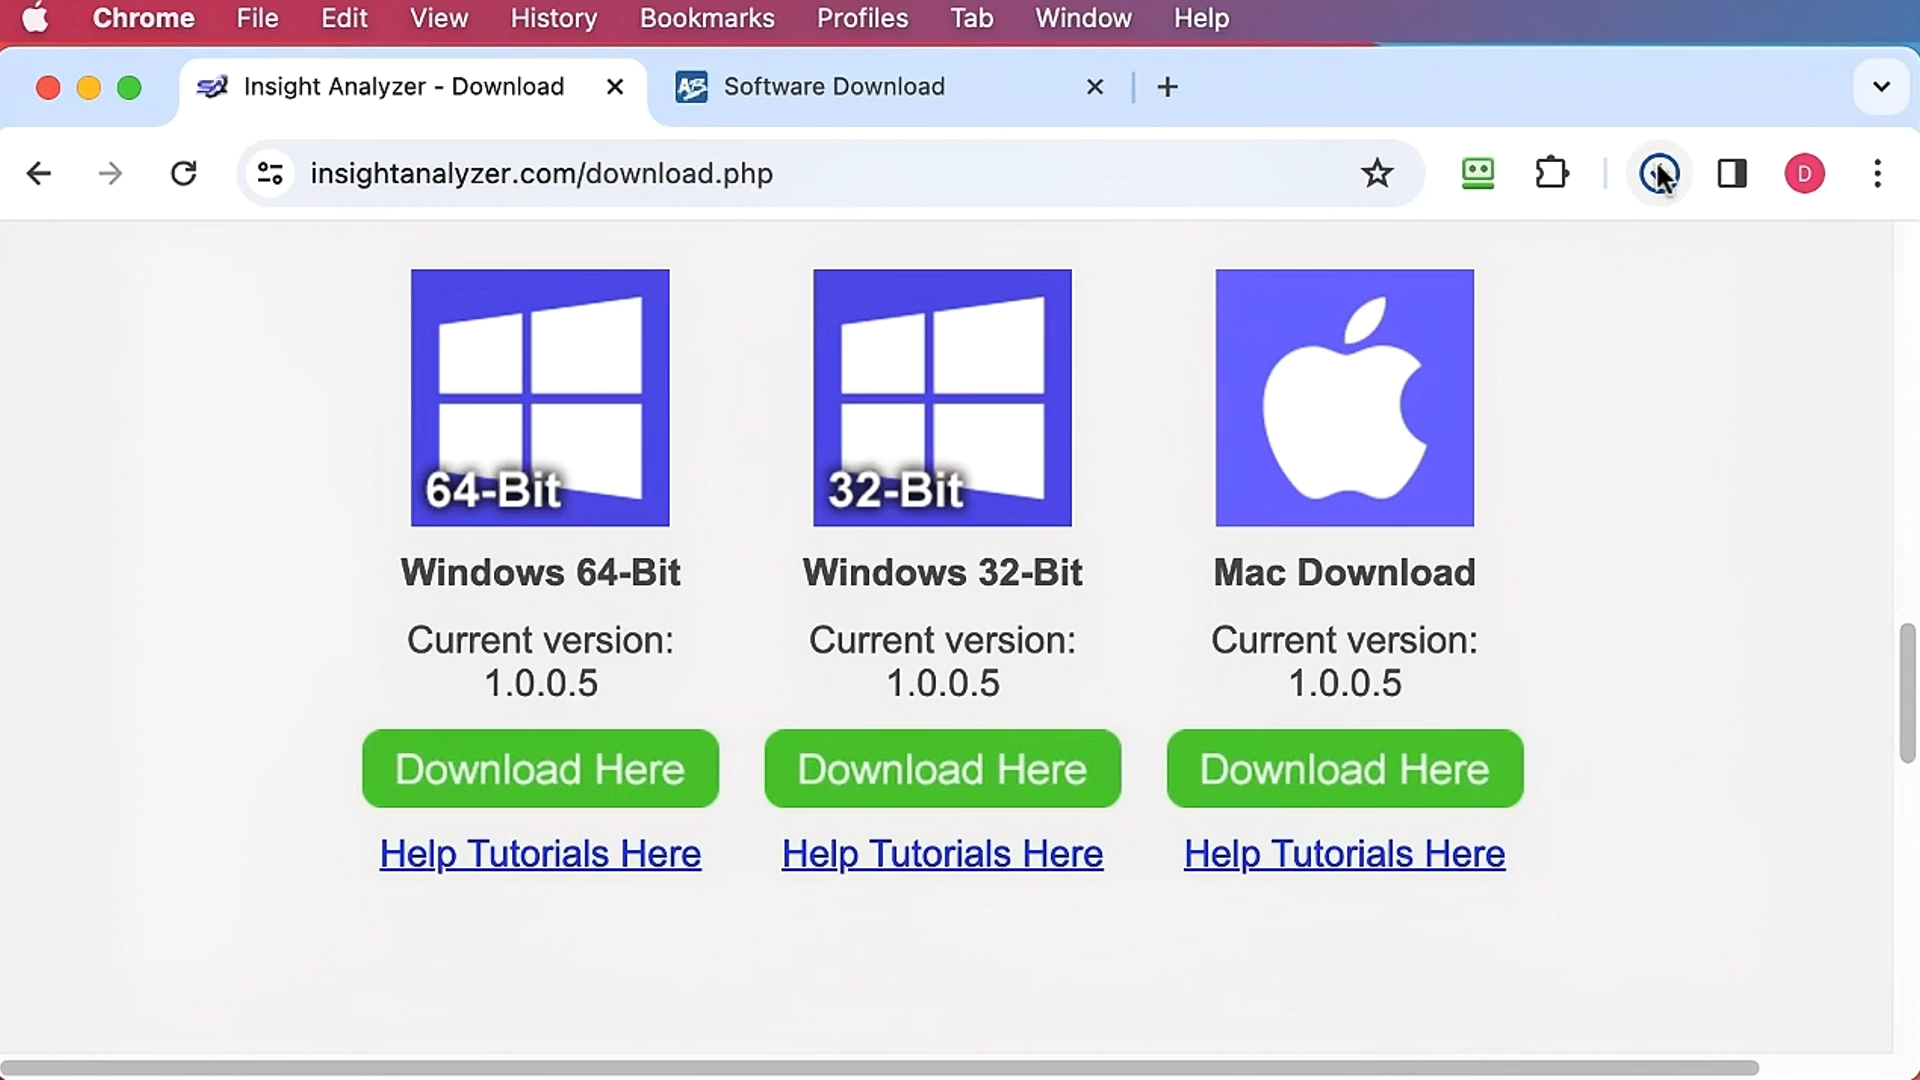 Chrome File Edit View History Bookmarks Profiles Tab Window Help
Insight Analyzer - Download
AB Software Download
insightanalyzer.com/download.php
D
64-Bit
32-Bit
Windows 64-Bit
Windows 32-Bit
Mac Download
Current version:
1.0.0.5
Current version:
1.0.0.5
Current version:
1.0.0.5
Download Here
Download Here
Download Here
Help Tutorials Here
Help Tutorials Here
Help Tutorials Here